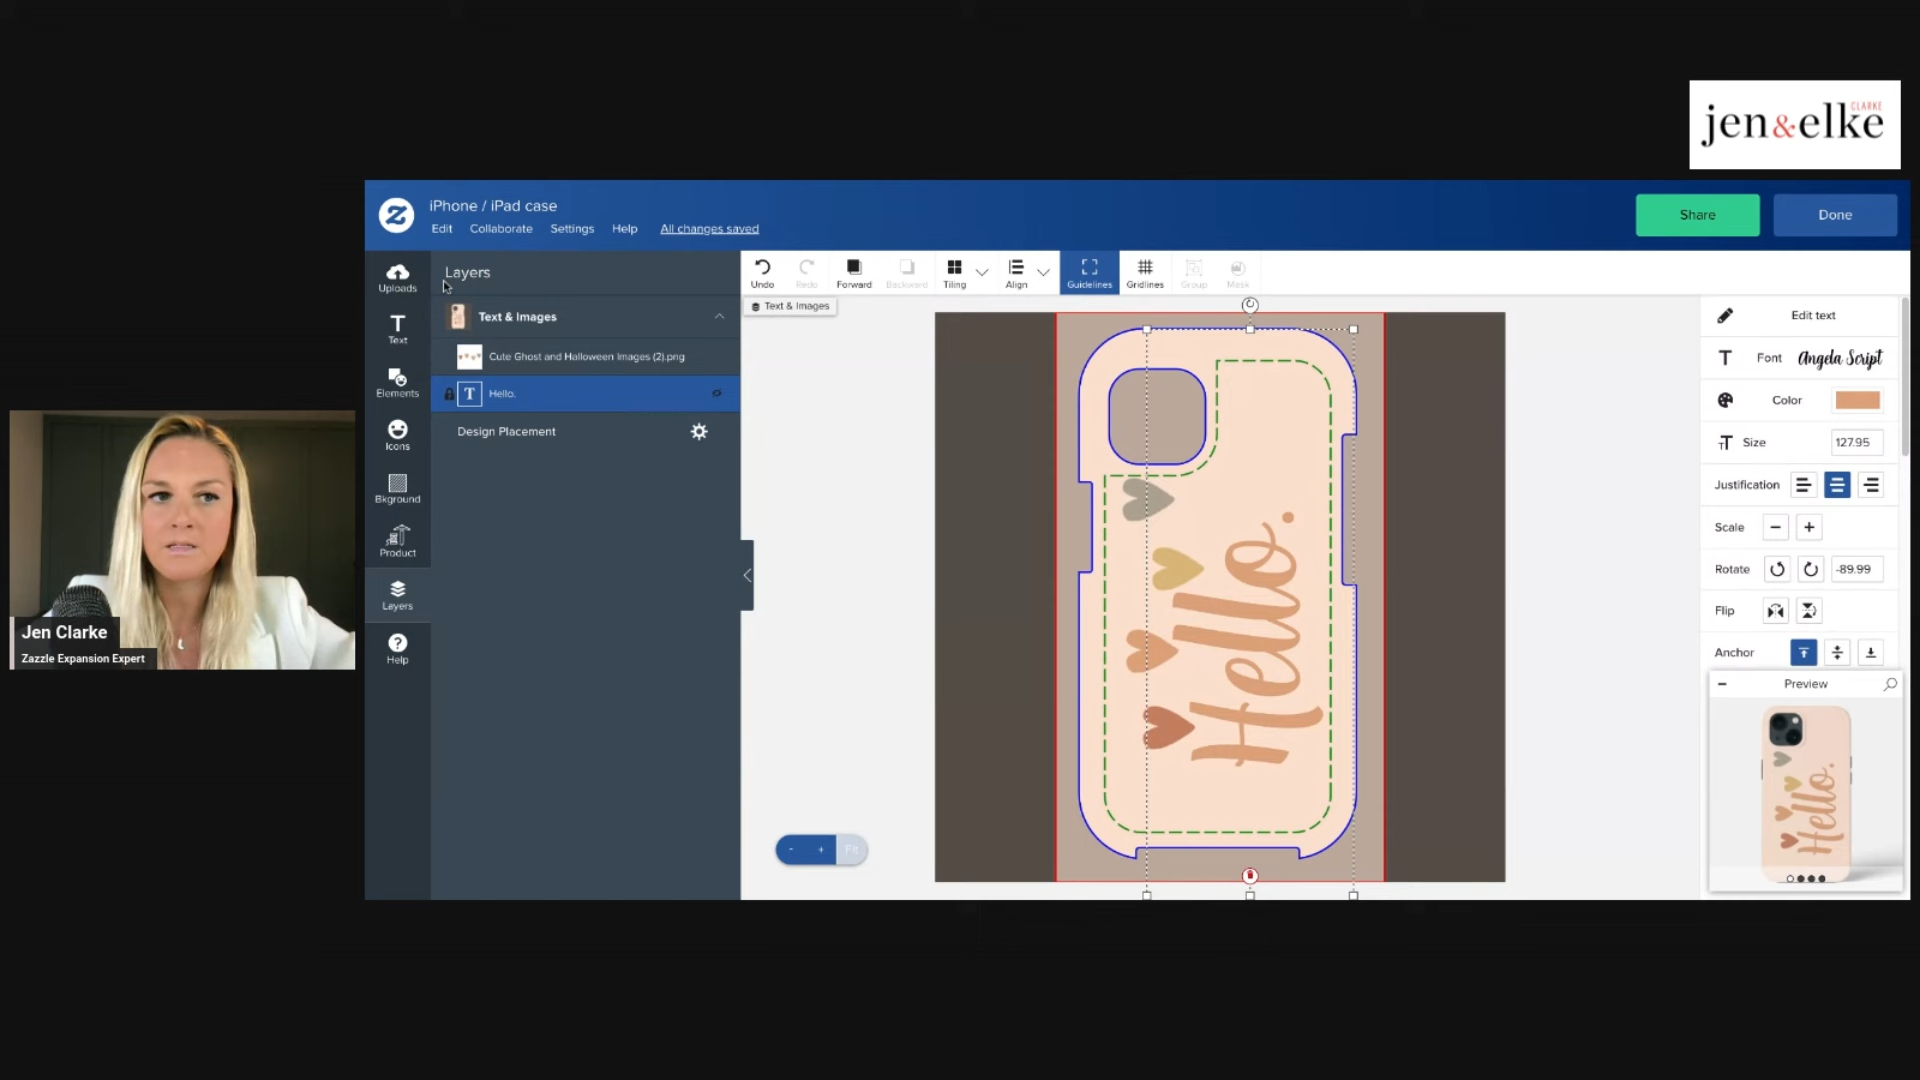 CLARKE
jen&elke
Z
iPhone / iPad case
Edit Collaborate Settings Help All changes saved
Share
Done
Uploads
Text
Elements
Icons
Bkground
Product
Layers
Help
Layers
Text & Images
Cute Ghost and Halloween Images (2).png
T Hello.
Design Placement
Undo Redo Forward Backward Tiling Align Guidelines Gridlines Group Mask
Text & Images
Hello.
- + Fit
Edit text
Font Angela Script
Color
Size 127.95
Justification
Scale - +
Rotate -89.99
Flip
Anchor
Preview
Hello.
Jen Clarke
Zazzle Expansion Expert